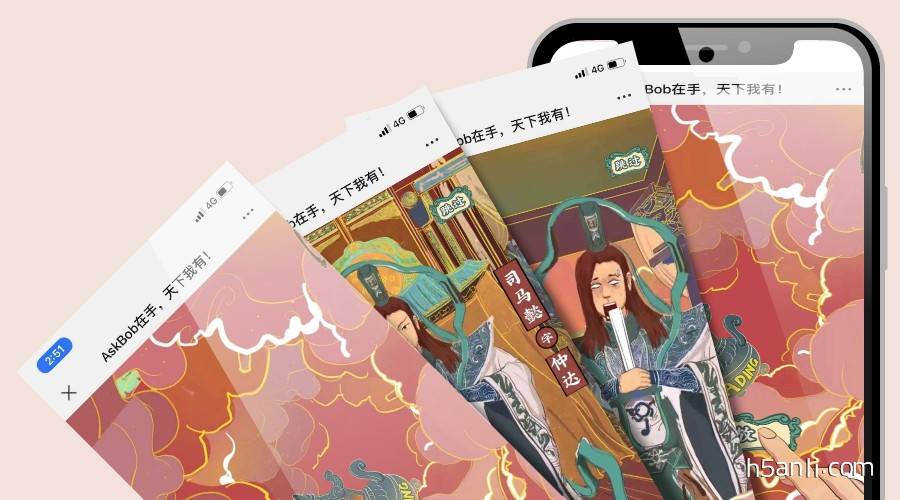 2:51
4G
AskBob在手，天下我有！
4G
b在手，天下我有！
跳过
4G
ob在手，天下我有！
跳过
司马懿
字
仲达
Bob在手，天下我有！
DING
DING
h5anli.com